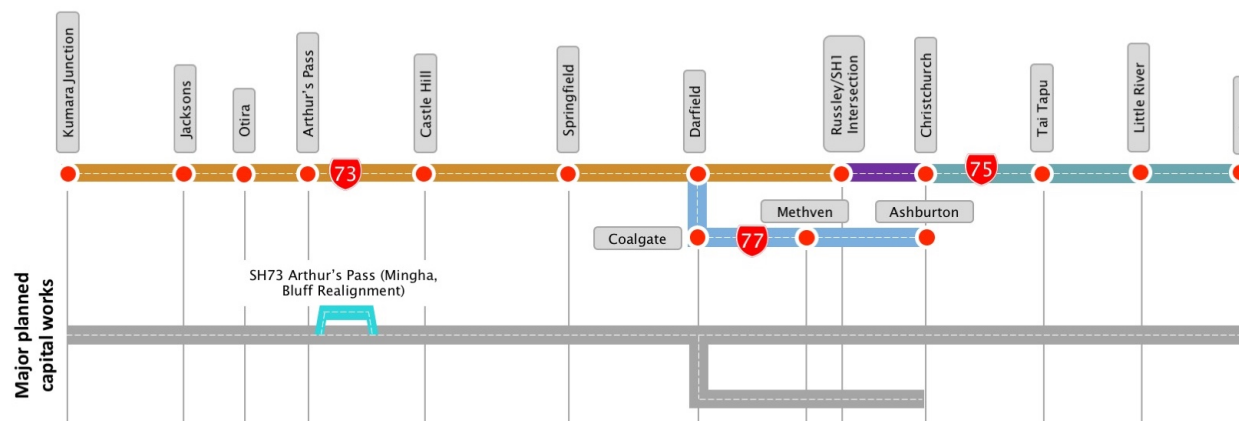 Kumara Junction
Jacksons
Otira
Arthur's Pass
Castle Hill
Springfield
Darfield
Russley/SH1
Intersection
Christchurch
Tai Tapu
Little River
73
75
Methven
Ashburton
Coalgate
77
SH73 Arthur's Pass (Mingha,
Bluff Realignment)
Major planned
capital works